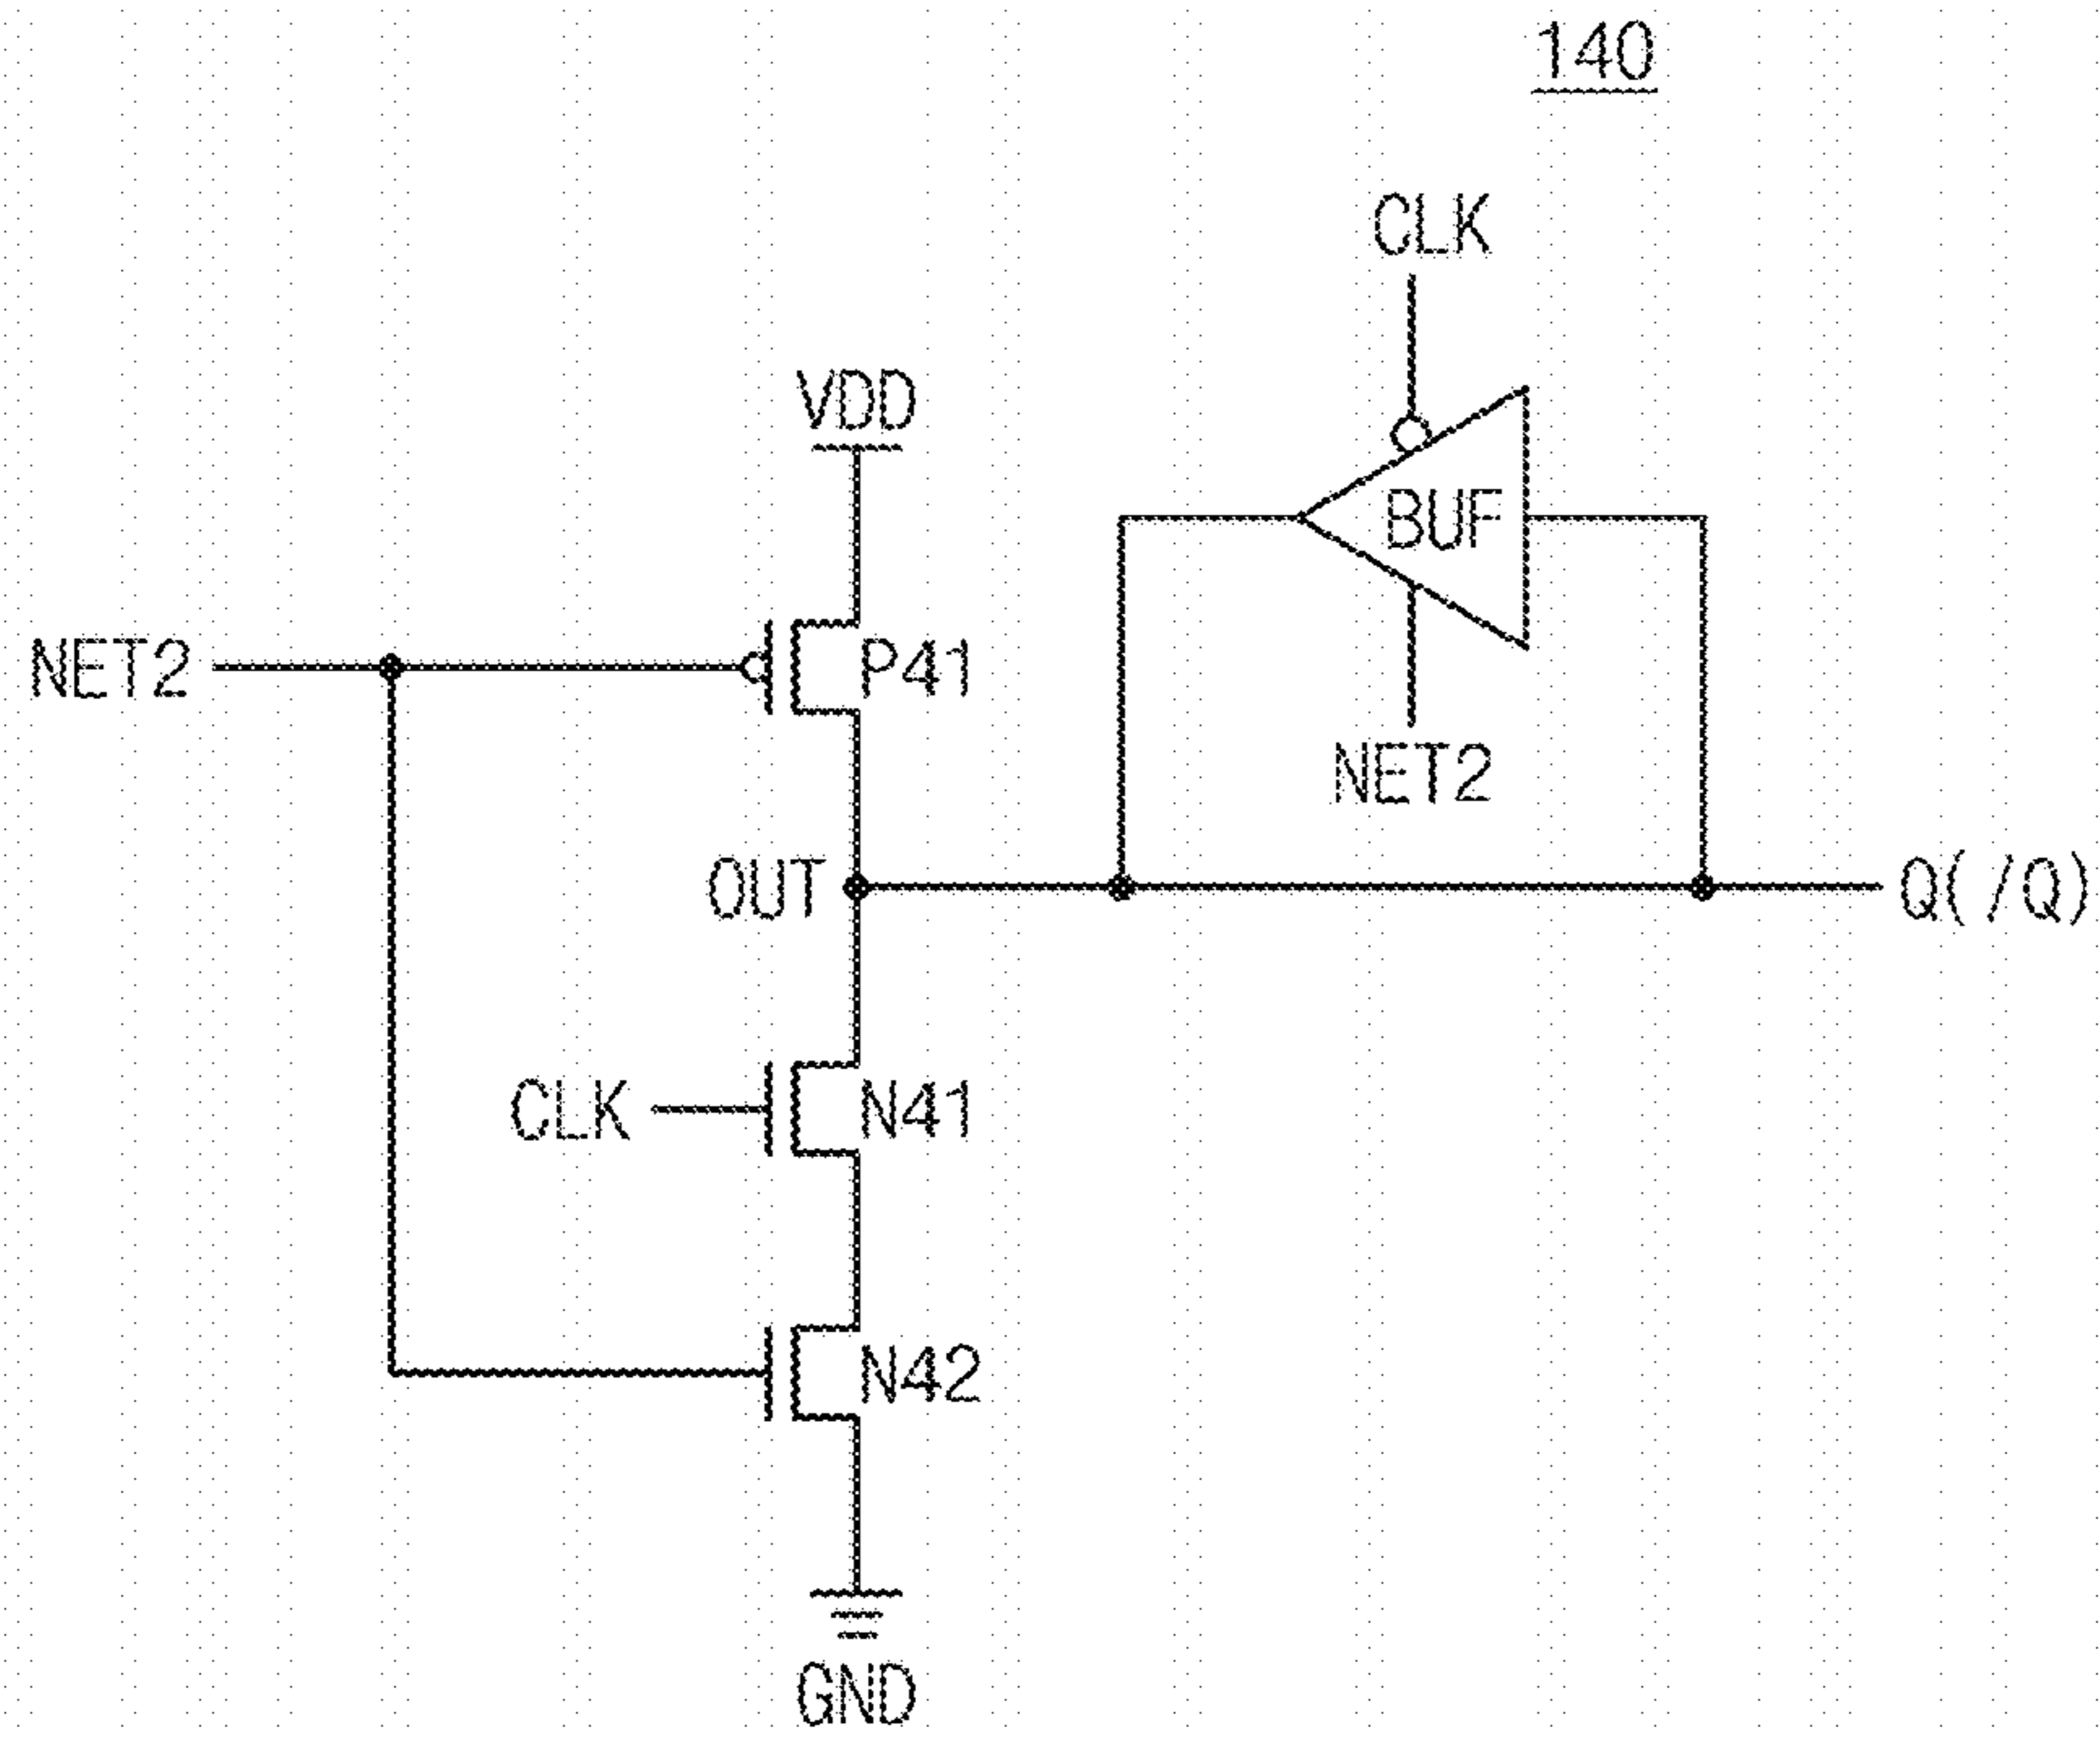 140
CLK
VDD
BUF
NET2
P41
NET2
OUT
Q(/Q)
CLK
N41
N42
GND